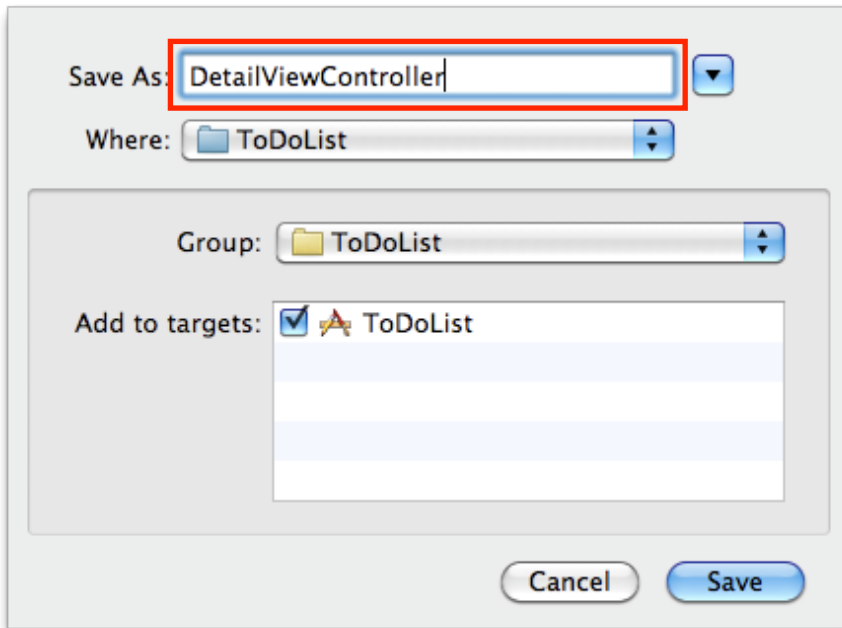 Save As: DetailViewController
Where: ToDoList
Group: ToDoList
Add to targets: ToDoList
Cancel Save